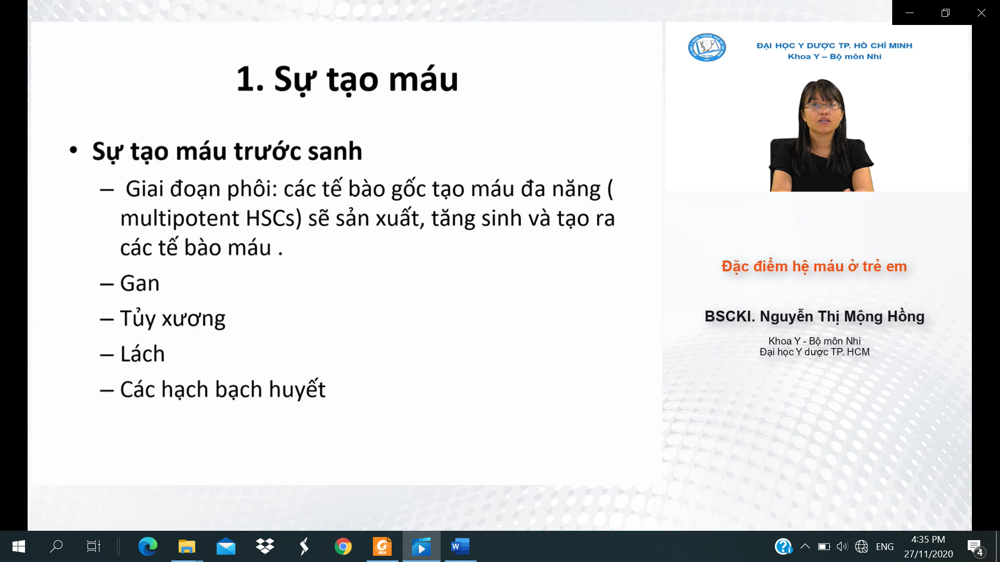 1. Sự tạo máu
• Sự tạo máu trước sanh
– Giai đoạn phôi: các tế bào gốc tạo máu đa năng (
multipotent HSCs) sẽ sản xuất, tăng sinh và tạo ra
các tế bào máu .
– Gan
– Tủy xương
– Lách
– Các hạch bạch huyết
ĐẠI HỌC Y DƯỢC TP. HỒ CHÍ MINH
Khoa Y – Bộ môn Nhi
Đặc điểm hệ máu ở trẻ em
BSCKI. Nguyễn Thị Mộng Hồng
Khoa Y - Bộ môn Nhi
Đại học Y dược TP. HCM
PDF
W
ENG
4:35 PM
27/11/2020
4